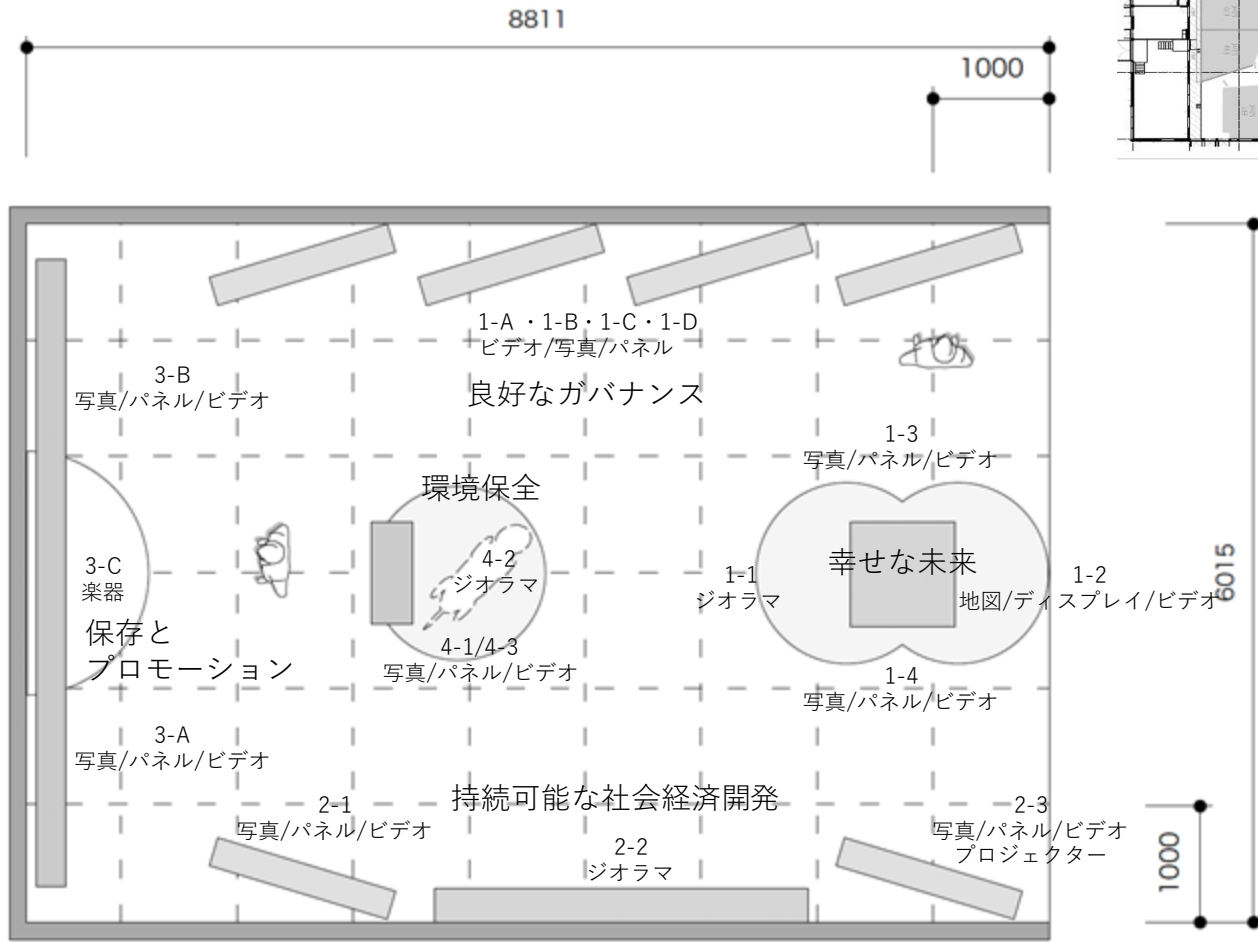 8811
1000
1-A ・1-B・1-C・1-D
ビデオ/写真/パネル
良好なガバナンス
3-B
写真/パネル/ビデオ
1-3
写真/パネル/ビデオ
環境保全
4-2
ジオラマ
4-1/4-3
写真/パネル/ビデオ
幸せな未来
1-1
ジオラマ
1-2
地図/ディスプレイ/ビデオ
6015
3-C
楽器
保存と
プロモーション
1-4
写真/パネル/ビデオ
3-A
写真/パネル/ビデオ
持続可能な社会経済開発
2-1
写真/パネル/ビデオ
2-2
ジオラマ
2-3
写真/パネル/ビデオ
プロジェクター
1000